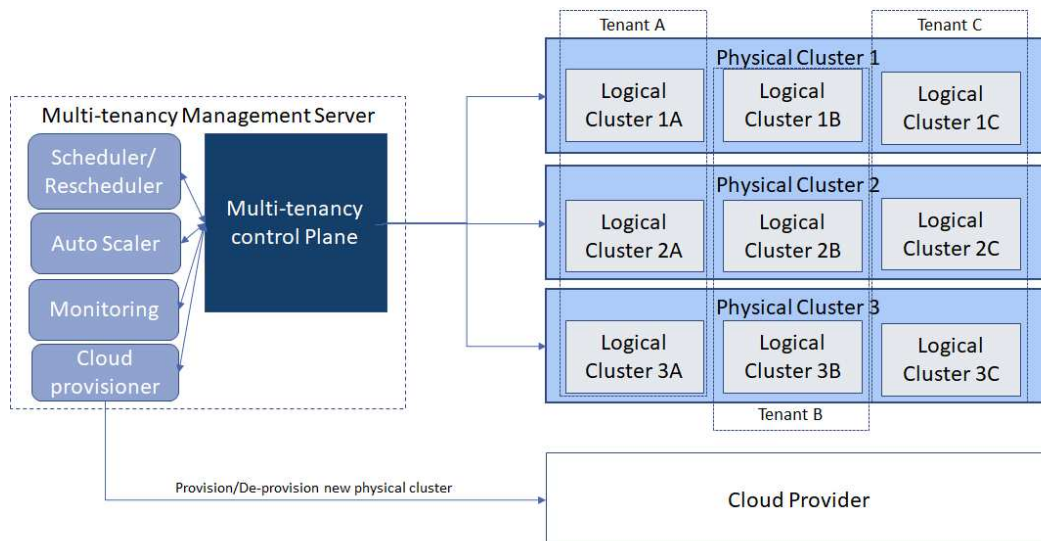 Tenant A
Tenant C
Physical Cluster 1
Logical
Cluster 1A
Logical
Cluster 1B
Logical
Cluster 1C
Multi-tenancy Management Server
Scheduler/
Rescheduler
Auto Scaler
Monitoring
Cloud
provisioner
Multi-tenancy
control Plane
Physical Cluster 2
Logical
Cluster 2A
Logical
Cluster 2B
Logical
Cluster 2C
Physical Cluster 3
Logical
Cluster 3A
Logical
Cluster 3B
Logical
Cluster 3C
Tenant B
Provision/De-provision new physical cluster
Cloud Provider